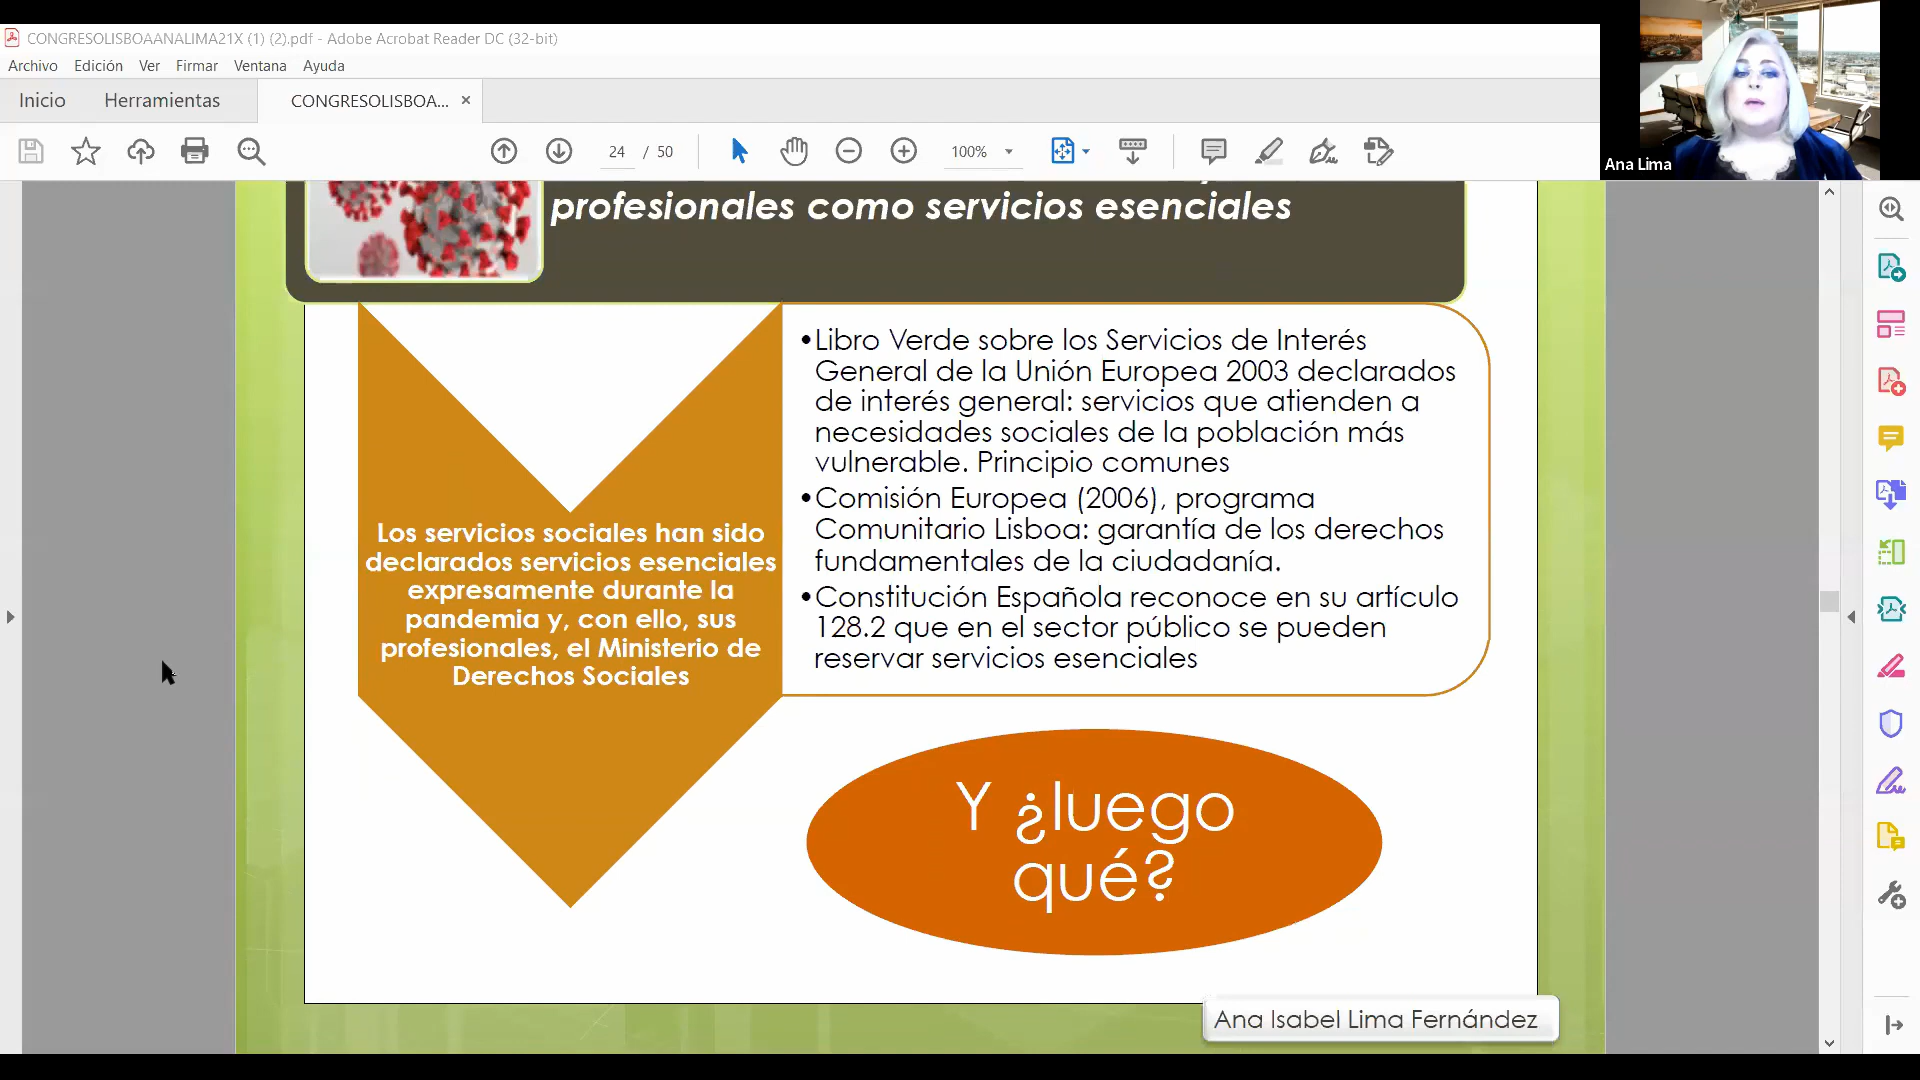 CONGRESOLISBOAANALIMA21X (1) (2).pdf - Adobe Acrobat Reader DC (32-bit)
Archivo Edición Ver Firmar Ventana Ayuda
Inicio Herramientas CONGRESOLISBOA... ×
24 / 50 100%
Ana Lima
profesionales como servicios esenciales
Los servicios sociales han sido
declarados servicios esenciales
expresamente durante la
pandemia y, con ello, sus
profesionales, el Ministerio de
Derechos Sociales
•Libro Verde sobre los Servicios de Interés
General de la Unión Europea 2003 declarados
de interés general: servicios que atienden a
necesidades sociales de la población más
vulnerable. Principio comunes
•Comisión Europea (2006), programa
Comunitario Lisboa: garantía de los derechos
fundamentales de la ciudadanía.
•Constitución Española reconoce en su artículo
128.2 que en el sector público se pueden
reservar servicios esenciales
Y ¿luego
qué?
Ana Isabel Lima Fernández